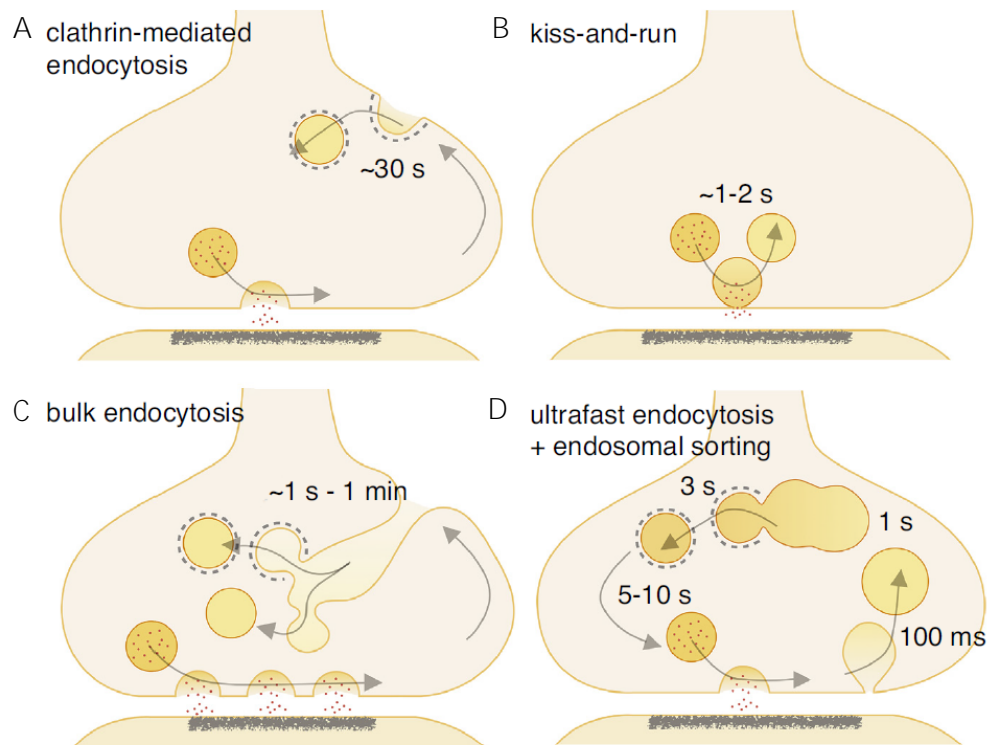 A clathrin-mediated
endocytosis
~30 s
B kiss-and-run
~1-2 s
C bulk endocytosis
~1 s - 1 min
D ultrafast endocytosis
+ endosomal sorting
3 s
1 s
5-10 s
100 ms